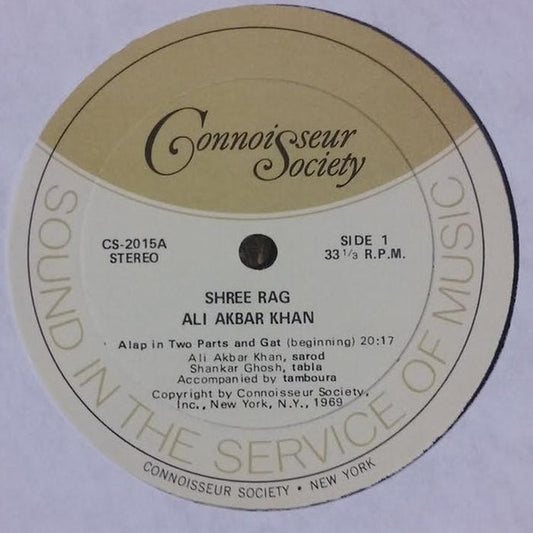 Connoisseur
Society
CS-2015A
STEREO
SIDE 1
33 1/3 R.P.M.
SHREE RAG
ALI AKBAR KHAN
Alap in Two Parts and Gat (beginning) 20:17
Ali Akbar Khan, sarod
Shankar Ghosh, tabla
Accompanied by tamboura
Copyright by Connoisseur Society,
Inc., New York, N.Y., 1969
SOUND IN THE SERVICE OF MUSIC
CONNOISSEUR SOCIETY • NEW YORK